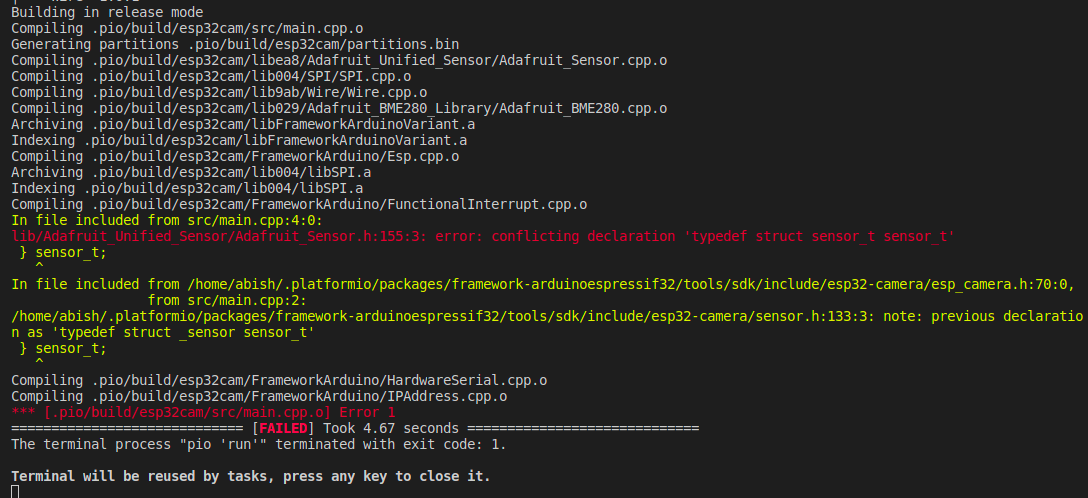 Building in release mode
Compiling .pio/build/esp32cam/src/main.cpp.o
Generating partitions .pio/build/esp32cam/partitions.bin
Compiling .pio/build/esp32cam/libea8/Adafruit_Unified_Sensor/Adafruit_Sensor.cpp.o
Compiling .pio/build/esp32cam/lib004/SPI/SPI.cpp.o
Compiling .pio/build/esp32cam/lib9ab/Wire/Wire.cpp.o
Compiling .pio/build/esp32cam/lib029/Adafruit_BME280_Library/Adafruit_BME280.cpp.o
Archiving .pio/build/esp32cam/libFrameworkArduinoVariant.a
Indexing .pio/build/esp32cam/libFrameworkArduinoVariant.a
Compiling .pio/build/esp32cam/FrameworkArduino/Esp.cpp.o
Archiving .pio/build/esp32cam/lib004/libSPI.a
Indexing .pio/build/esp32cam/lib004/libSPI.a
Compiling .pio/build/esp32cam/FrameworkArduino/FunctionalInterrupt.cpp.o
In file included from src/main.cpp:4:0:
lib/Adafruit_Unified_Sensor/Adafruit_Sensor.h:155:3: error: conflicting declaration 'typedef struct sensor_t sensor_t'
 } sensor_t;
   ^
In file included from /home/abish/.platformio/packages/framework-arduinoespressif32/tools/sdk/include/esp32-camera/esp_camera.h:70:0,
                 from src/main.cpp:2:
/home/abish/.platformio/packages/framework-arduinoespressif32/tools/sdk/include/esp32-camera/sensor.h:133:3: note: previous declaratio
n as 'typedef struct _sensor sensor_t'
 } sensor_t;
   ^
Compiling .pio/build/esp32cam/FrameworkArduino/HardwareSerial.cpp.o
Compiling .pio/build/esp32cam/FrameworkArduino/IPAddress.cpp.o
*** [.pio/build/esp32cam/src/main.cpp.o] Error 1
============================= [FAILED] Took 4.67 seconds =============================
The terminal process "pio 'run'" terminated with exit code: 1.
Terminal will be reused by tasks, press any key to close it.